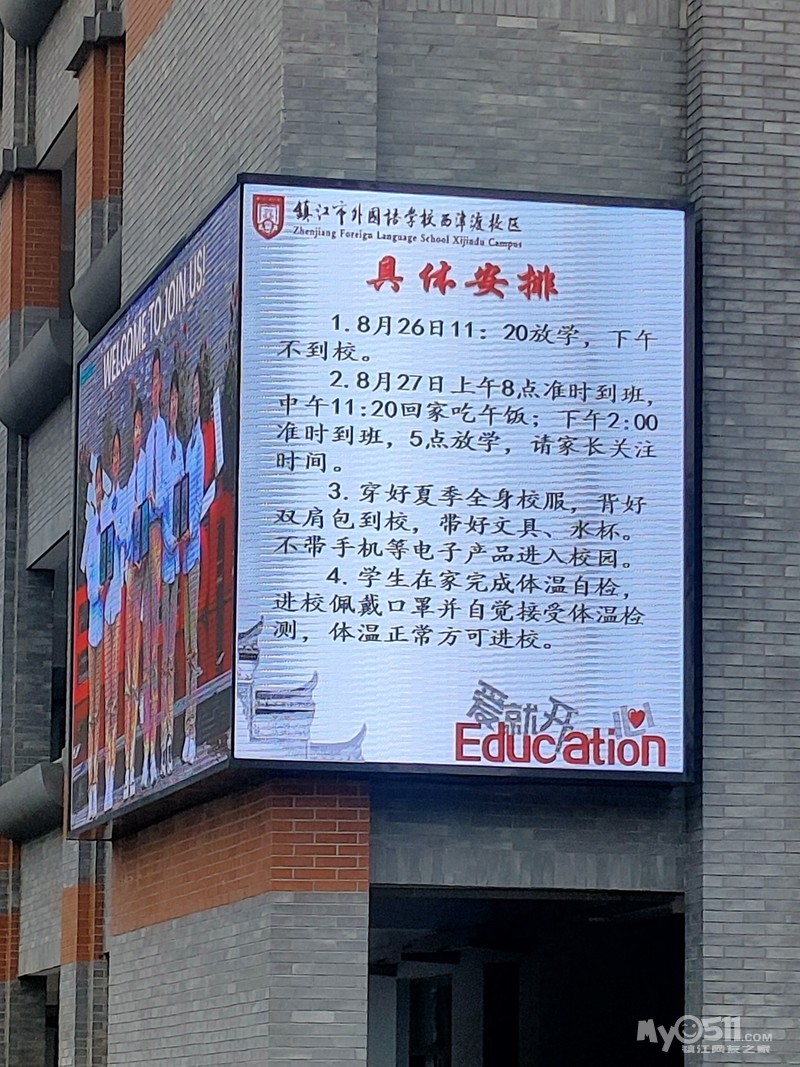 WELCOME TO JOIN US!
镇江市外国语学校西津渡校区
Zhenjiang Foreign Language School Xijindu Campus
具体安排
1.8月26日11：20放学，下午
不到校。
2.8月27日上午8点准时到班，
中午11:20回家吃午饭；下午2:00
准时到班，5点放学，请家长关注
时间。
3. 穿好夏季全身校服，背好
双肩包到校，带好文具、水杯。
不带手机等电子产品进入校园。
4. 学生在家完成体温自检，
进校佩戴口罩并自觉接受体温检
测，体温正常方可进校。
爱就开心
Education
My0511.COM
镇江网友之家